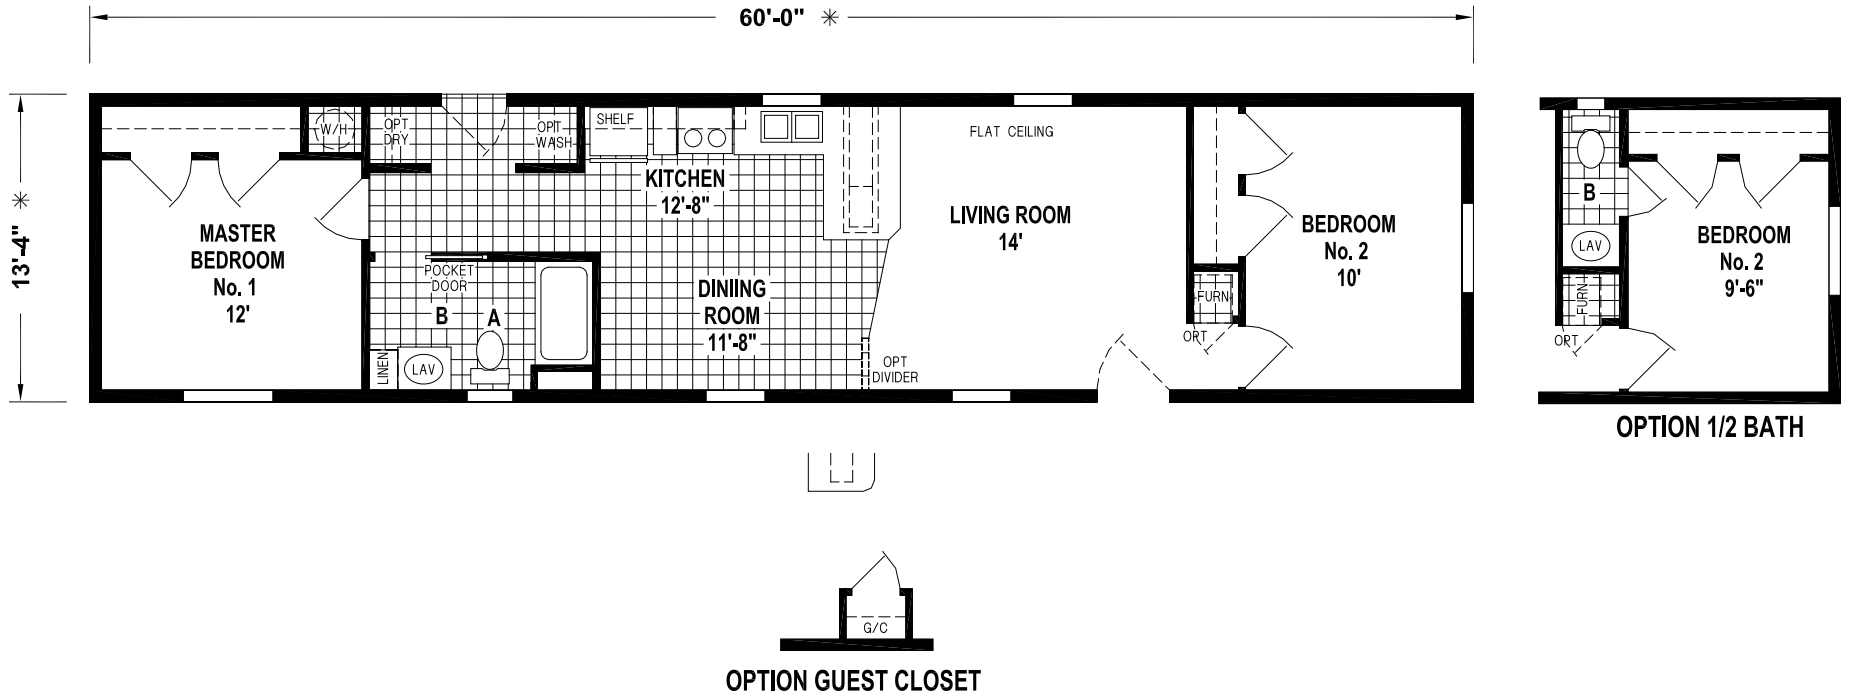 60'-0" *
13'-4" *
W/H
OPT
DRY
OPT
WASH
SHELF
FLAT CEILING
KITCHEN
12'-8"
MASTER
BEDROOM
No. 1
12'
LIVING ROOM
14'
BEDROOM
No. 2
10'
POCKET
DOOR
B
A
LINEN
LAV
DINIING
ROOM
11'-8"
OPT
DIVIDER
FURN
OPT
B
LAV
FURN
OPT
BEDROOM
No. 2
9'-6"
OPTION 1/2 BATH
G/C
OPTION GUEST CLOSET